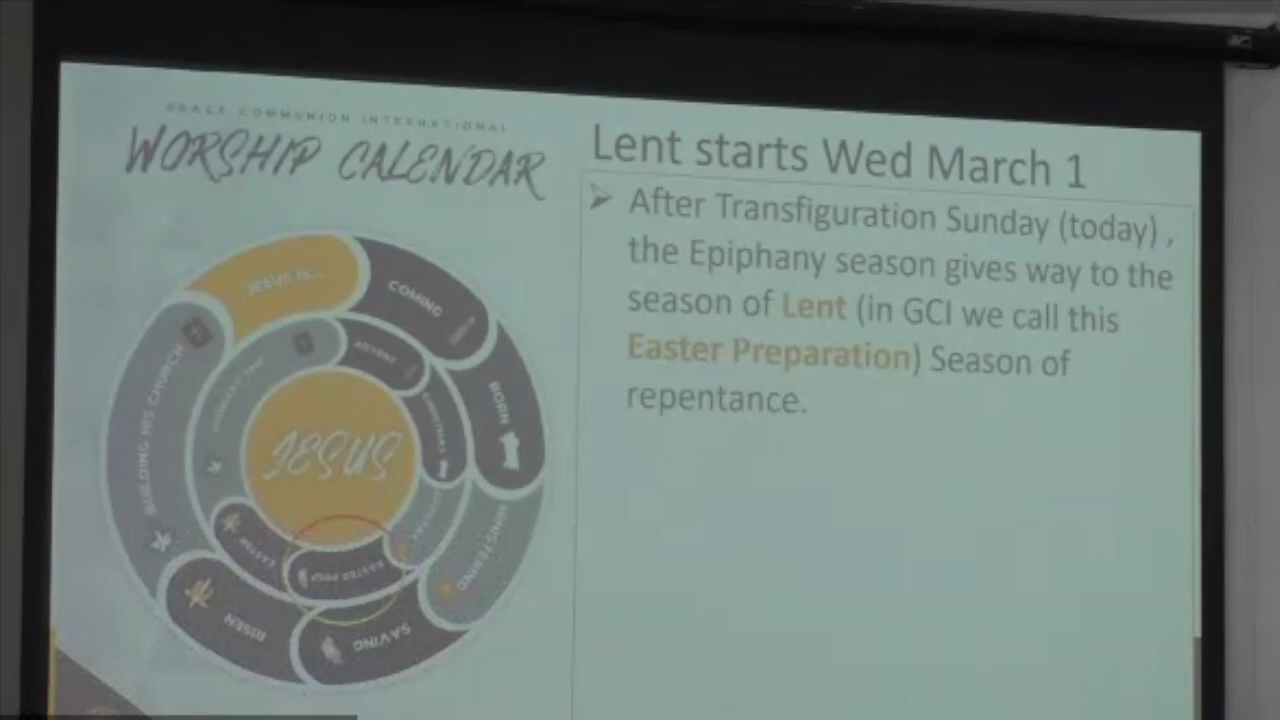 GRACE COMMUNION INTERNATIONAL
WORSHIP CALENDAR
JESUS IS...
COMING
BORN
MINISTERING
SAVING
RISEN
BUILDING HIS CHURCH
ADVENT
CHRISTMAS
EASTER PREP
EASTER
JESUS
Lent starts Wed March 1
➢ After Transfiguration Sunday (today) ,
the Epiphany season gives way to the
season of Lent (in GCI we call this
Easter Preparation) Season of
repentance.